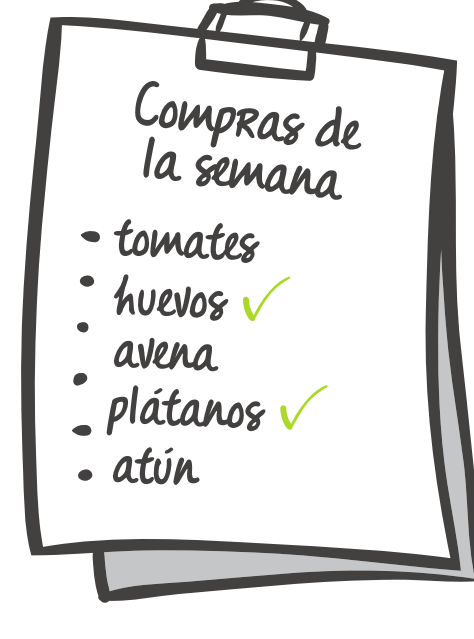 Compras de
la semana
• tomates
• huevos ✓
• avena
• plátanos ✓
• atún